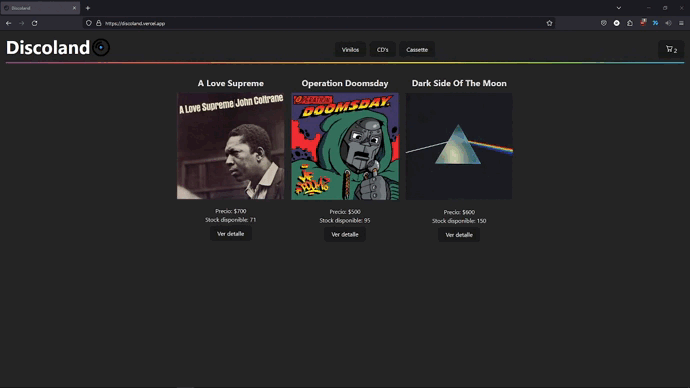 Discoland
https://discoland.vercel.app
Discoland
Vinilos
CD's
Cassette
2
A Love Supreme
Operation Doomsday
Dark Side Of The Moon
A Love Supreme John Coltrane
OPERATION:
DOOMSDAY
Precio: $700
Stock disponible: 71
Ver detalle
Precio: $500
Stock disponible: 95
Ver detalle
Precio: $600
Stock disponible: 150
Ver detalle